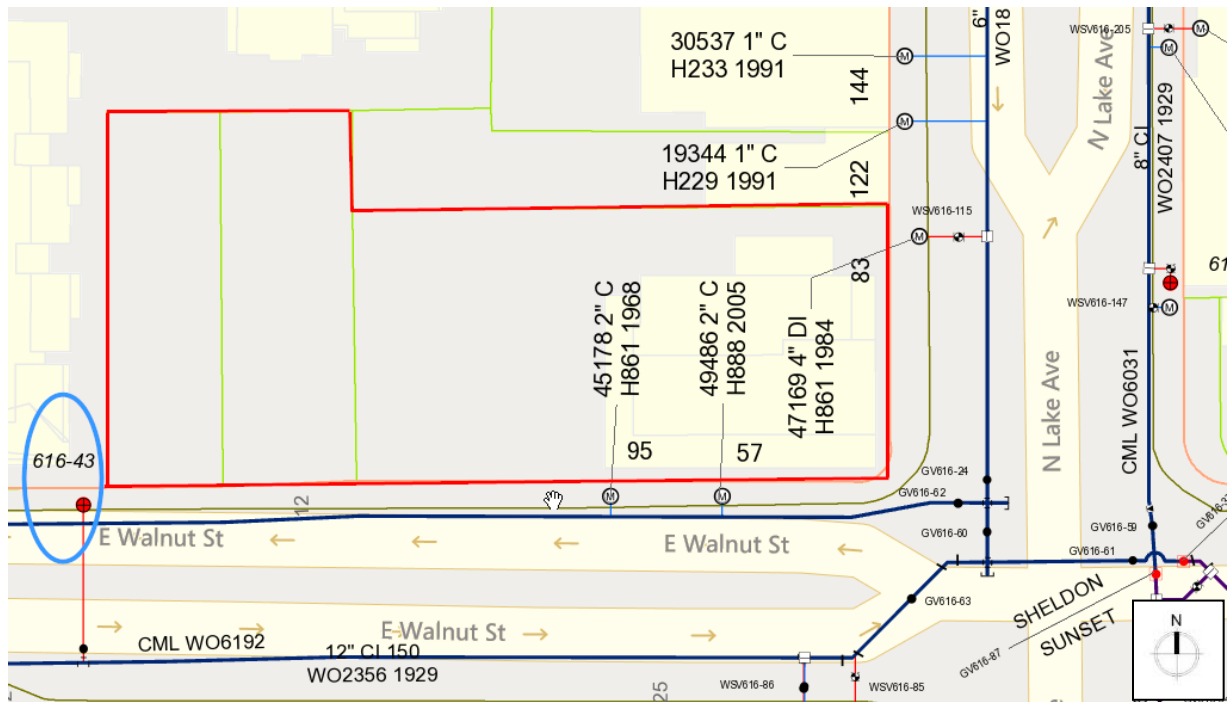 30537 1" C
H233 1991
144
19344 1" C
H229 1991
122
6"
WO18
N Lake Ave
WSV616-205
8" CI
WO2407 1929
WSV616-115
83
45178 2" C
H861 1968
49486 2" C
H888 2005
47169 4" DI
H861 1984
95
57
61
WSV616-147
CML WO6031
N Lake Ave
616-43
12
GV616-24
GV616-62
GV616-60
GV616-59
GV616-61
E Walnut St
E Walnut St
GV616-63
E Walnut St
SHELDON
SUNSET
GV616-87
N
CML WO6192
12" CI 150
WO2356 1929
25
WSV616-86
WSV616-85